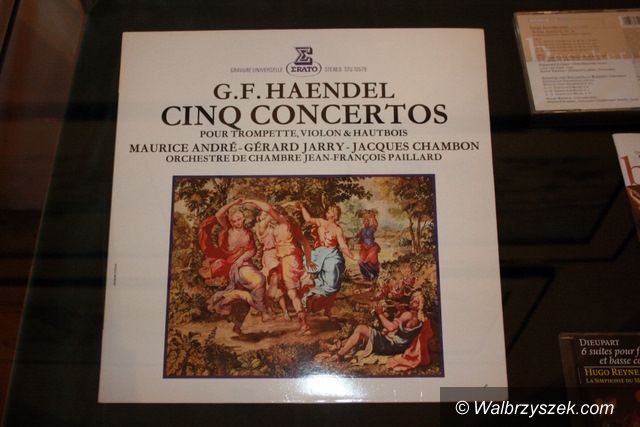 GRAVURE UNIVERSELLE
ERATO
STEREO STU 70579
G.F. HAENDEL
CINQ CONCERTOS
POUR TROMPETTE, VIOLON & HAUTBOIS
MAURICE ANDRÉ - GÉRARD JARRY - JACQUES CHAMBON
ORCHESTRE DE CHAMBRE JEAN-FRANÇOIS PAILLARD
DIEUPART
6 suites pour f
et basse co
HUGO REYNE
LA SIMPHONIE DU M
© Walbrzyszek.com